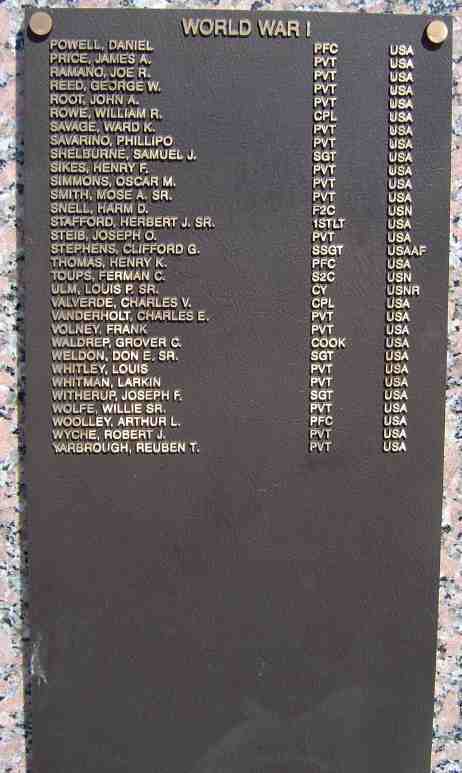 WORLD WAR I
POWELL, DANIEL PFC USA
PRICE, JAMES A. PVT USA
RAMANO, JOE R. PVT USA
REED, GEORGE W. PVT USA
ROOT, JOHN A. PVT USA
ROWE, WILLIAM R. CPL USA
SAVAGE, WARD K. PVT USA
SAVARINO, PHILLIPO PVT USA
SHELBURNE, SAMUEL J. SGT USA
SIKES, HENRY F. PVT USA
SIMMONS, OSCAR M. PVT USA
SMITH, MOSE A. SR. PVT USA
SNELL, HARM D. F2C USN
STAFFORD, HERBERT J. SR. 1STLT USA
STEIB, JOSEPH O. PVT USA
STEPHENS, CLIFFORD G. SSGT USAAF
THOMAS, HENRY K. PFC USA
TOUPS, FERMAN C. S2C USN
ULM, LOUIS P. SR. CY USNR
VALVERDE, CHARLES V. CPL USA
VANDERHOLT, CHARLES E. PVT USA
VOLNEY, FRANK PVT USA
WALDREP, GROVER C. COOK USA
WELDON, DON E. SR. SGT USA
WHITLEY, LOUIS PVT USA
WHITMAN, LARKIN PVT USA
WITHERUP, JOSEPH F. SGT USA
WOLFE, WILLIE SR. PVT USA
WOOLLEY, ARTHUR L. PFC USA
WYCHE, ROBERT J. PVT USA
YARBROUGH, REUBEN T. PVT USA